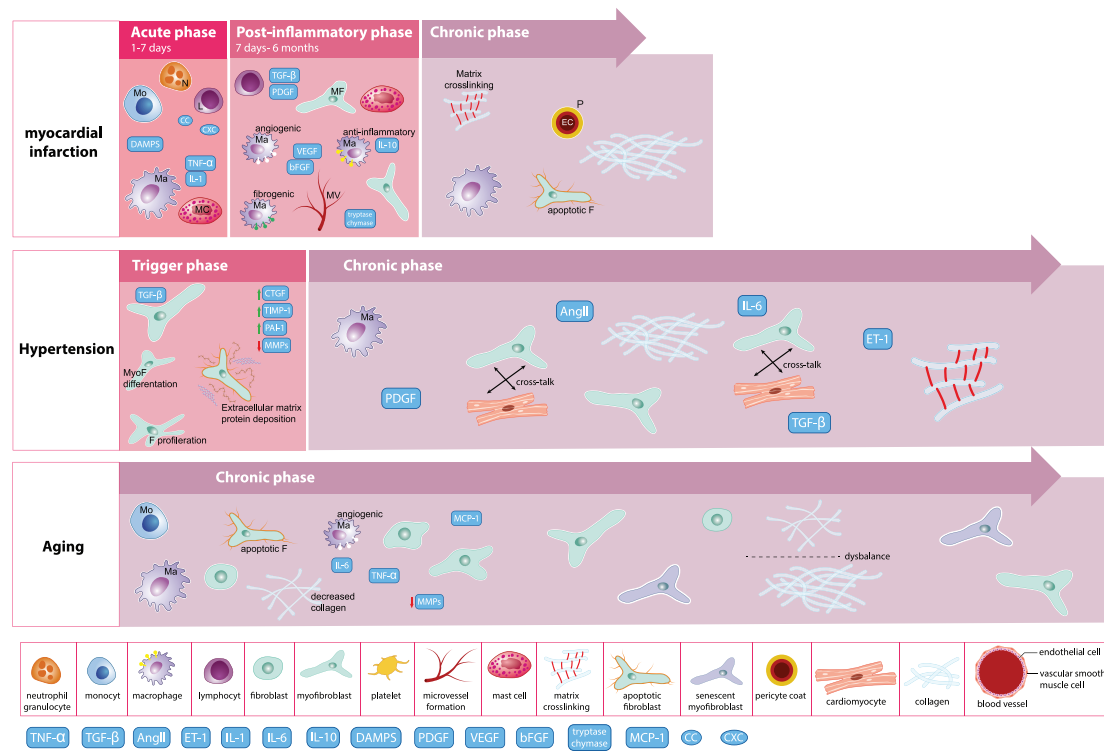 Acute phase
1-7 days
Post-inflammatory phase
7 days- 6 months
Chronic phase
myocardial
infarction
N
Mo
L
CC
CXC
DAMPS
TNF-α
IL-1
Ma
MC
TGF-β
PDGF
MF
angiogenic
Ma
VEGF
bFGF
anti-inflammatory
Ma
IL-10
fibrogenic
Ma
MV
tryptase
chymase
Matrix
crosslinking
P
EC
apoptotic F
Hypertension
Trigger phase
Chronic phase
TGF-β
CTGF
TIMP-1
PAI-1
MMPs
MyoF
differentation
Extracellular matrix
protein deposition
F profileration
Ma
PDGF
AngII
cross-talk
IL-6
cross-talk
TGF-β
ET-1
Aging
Chronic phase
Mo
Ma
apoptotic F
angiogenic
Ma
IL-6
decreased
collagen
TNF-α
MCP-1
MMPs
dysbalance
neutrophil
granulocyte
monocyt
macrophage
lymphocyt
fibroblast
myofibroblast
platelet
microvessel
formation
mast cell
matrix
crosslinking
apoptotic
fibroblast
senescent
myofibroblast
pericyte coat
cardiomyocyte
collagen
endothelial cell
vascular smooth
muscle cell
blood vessel
TNF-α
TGF-β
AngII
ET-1
IL-1
IL-6
IL-10
DAMPS
PDGF
VEGF
bFGF
tryptase
chymase
MCP-1
CC
CXC